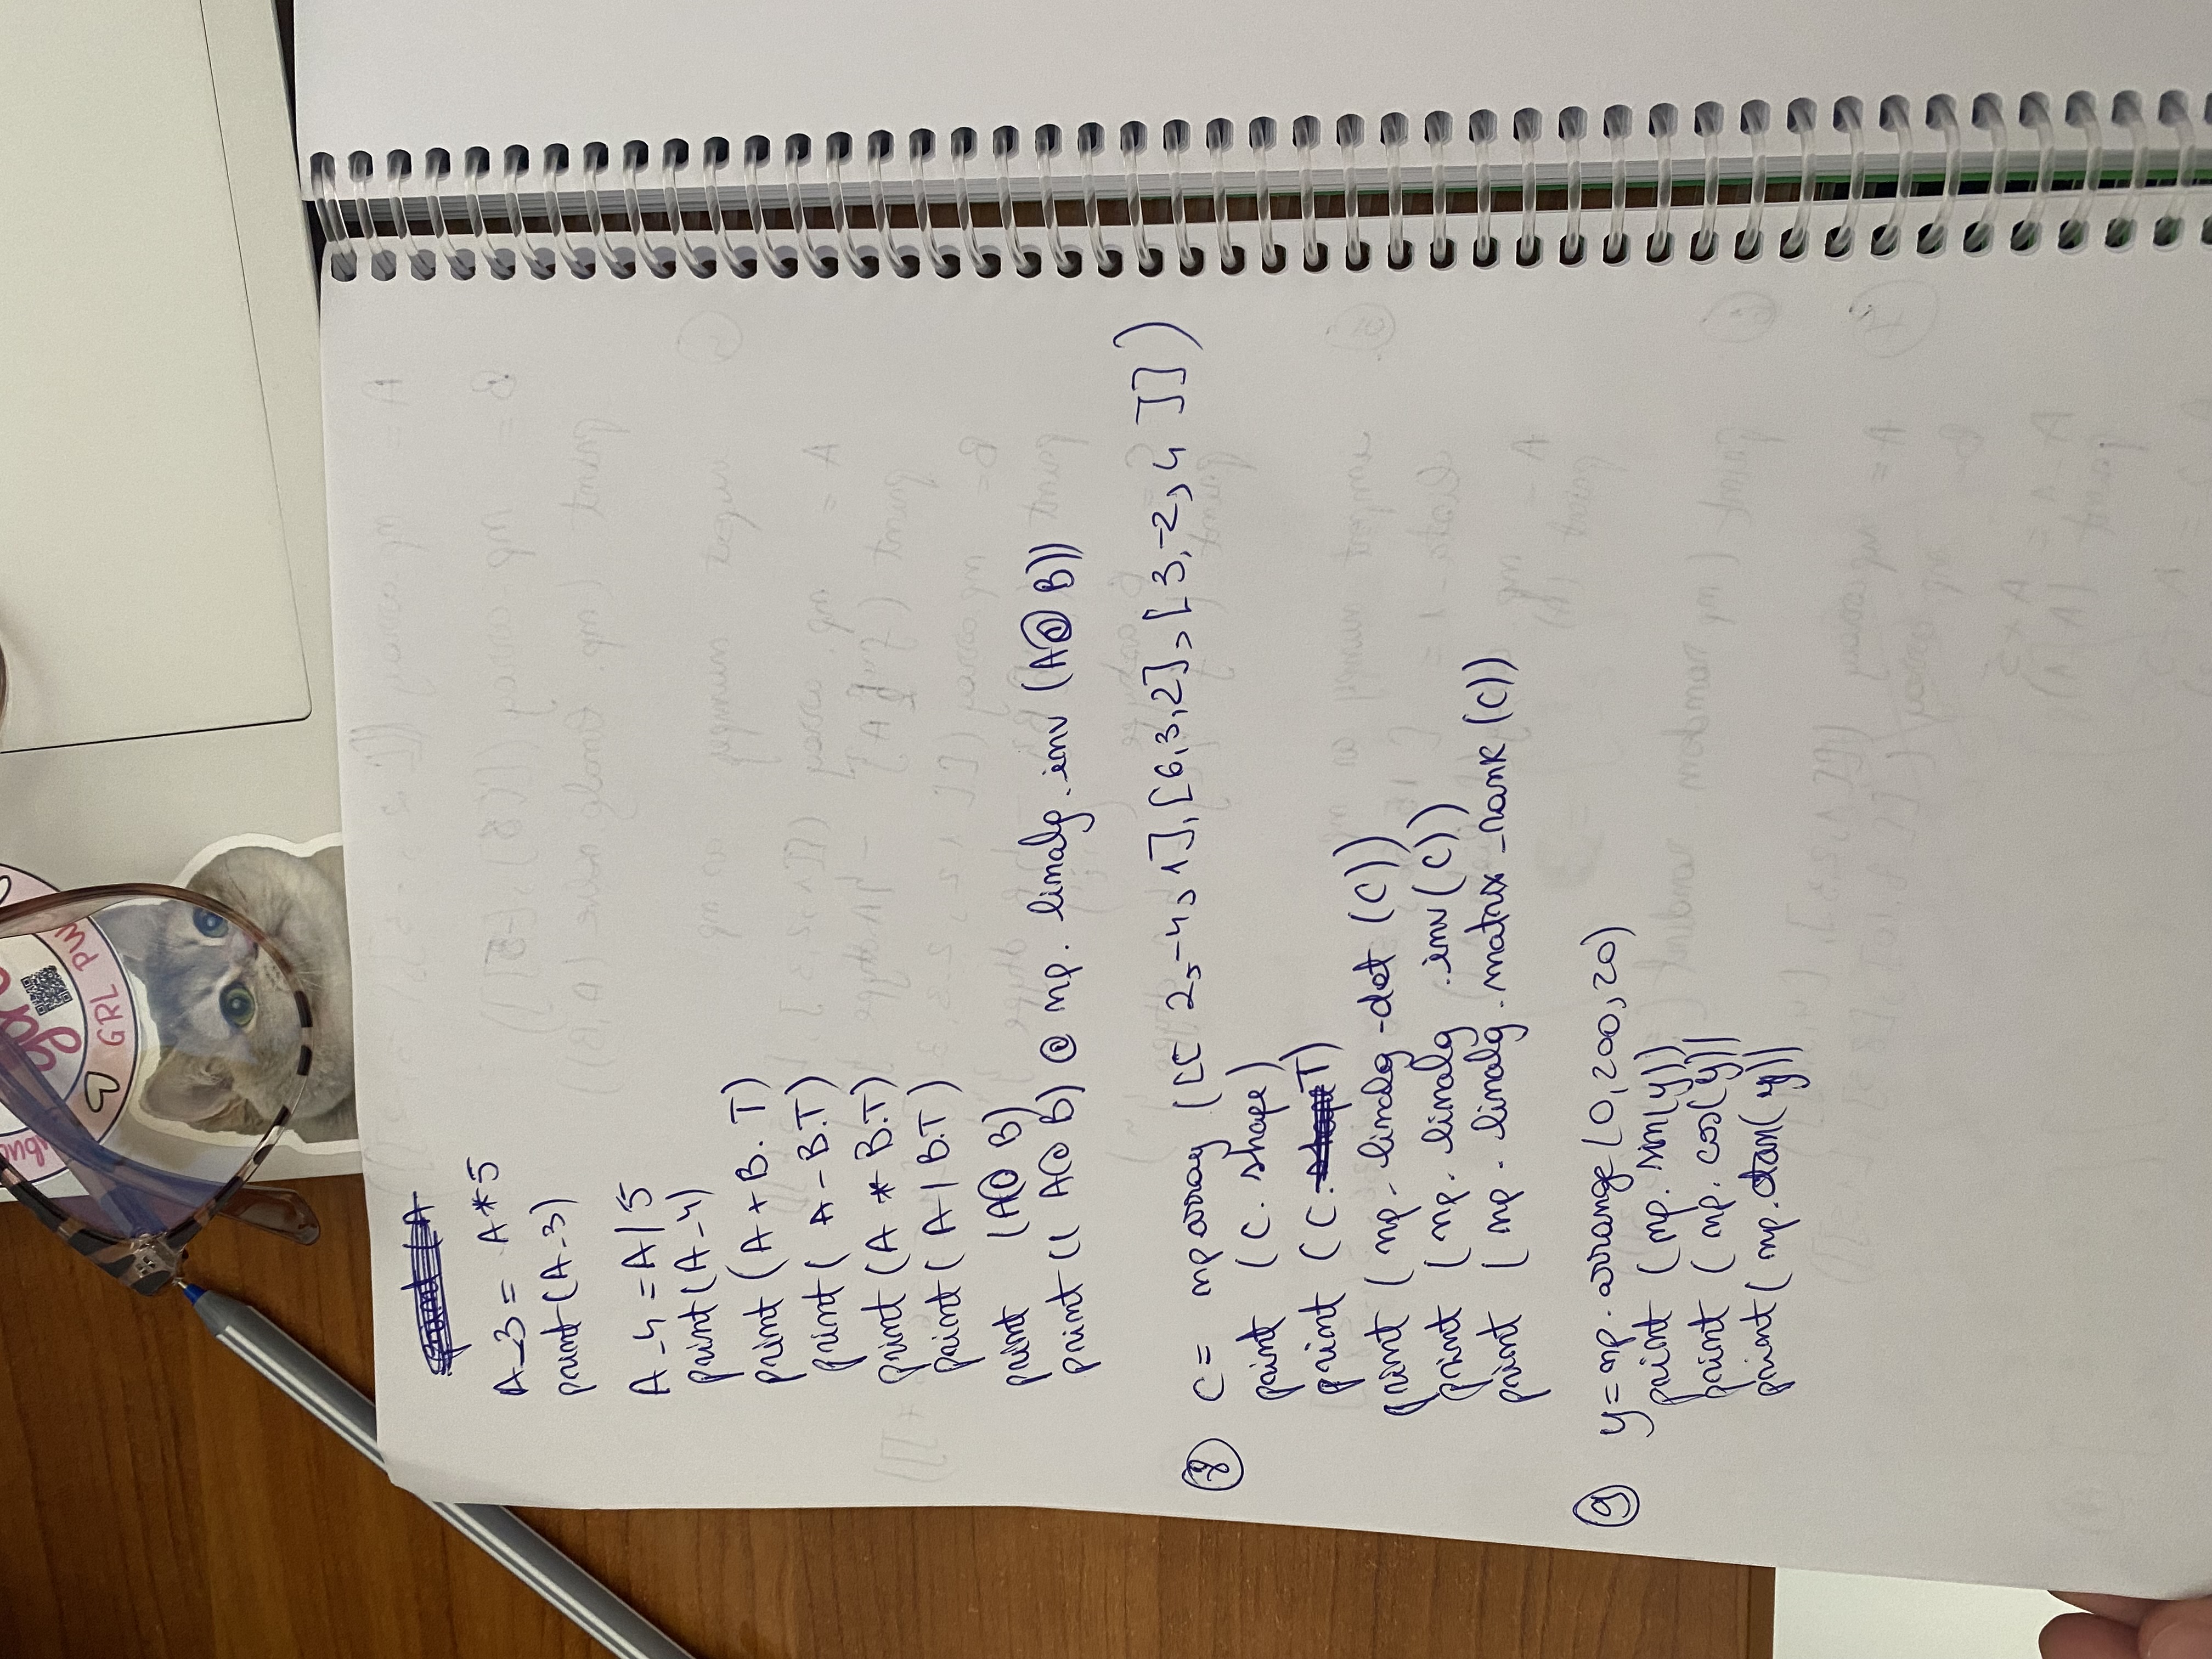 GRL PW
A_3 = A*5
print(A_3)
A_4 = A/5
print(A_4)
print (A + B. T)
print( A - B.T)
print (A * B.T)
print( A / B.T)
print (A@ B)
print (( A@ B) @ np. linalg. inv (A@ B))
8 C= np array ([[ 2, -4, 1], [6, 3, 2], [3, -2, 4 ]])
print (C. shape)
print (C. T)
print ( np- linalg -det (C))
print ( np. linalg .inv(C))
print ( np. linalg. matrix_rank (C))
9 y = np. arrange(0, 200, 20)
print (np. sin(y))
print ( np. cos(y))
print( np.tan( y))